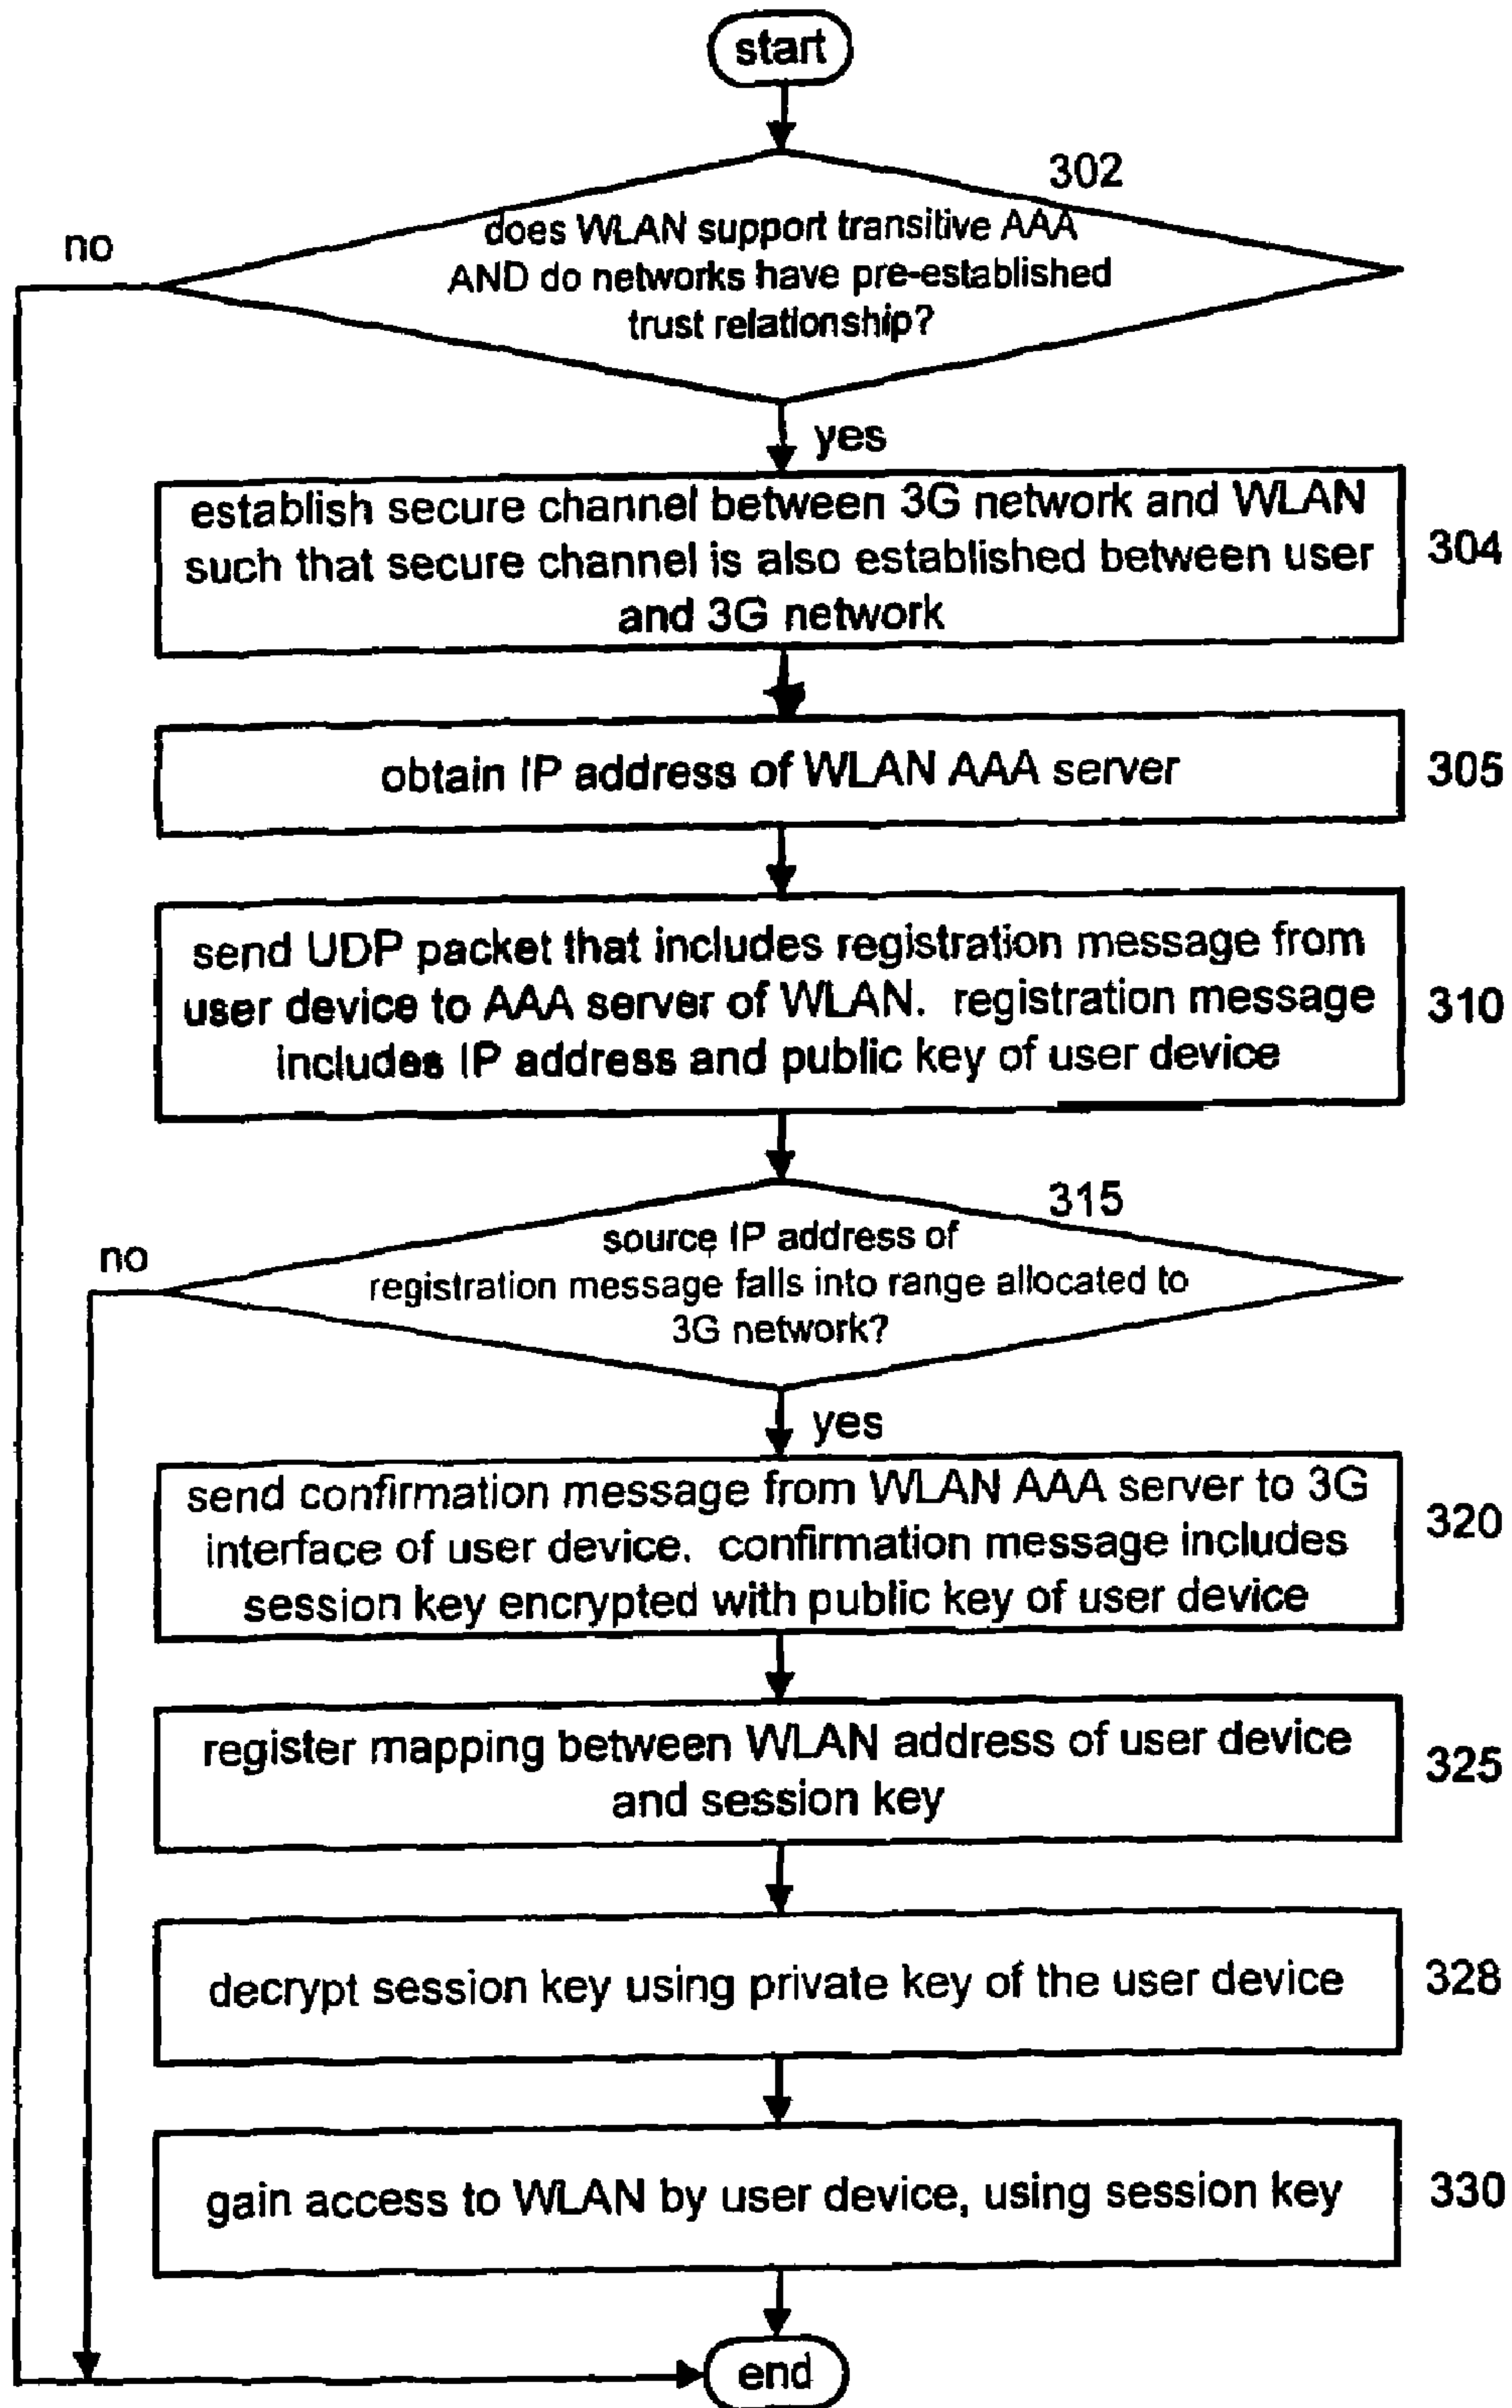 start
302
does WLAN support transitive AAA
AND do networks have pre-established
trust relationship?
no
yes
establish secure channel between 3G network and WLAN
such that secure channel is also established between user
and 3G network
304
obtain IP address of WLAN AAA server
305
send UDP packet that includes registration message from
user device to AAA server of WLAN. registration message
includes IP address and public key of user device
310
315
source IP address of
registration message falls into range allocated to
3G network?
no
yes
send confirmation message from WLAN AAA server to 3G
interface of user device. confirmation message includes
session key encrypted with public key of user device
320
register mapping between WLAN address of user device
and session key
325
decrypt session key using private key of the user device
328
gain access to WLAN by user device, using session key
330
end